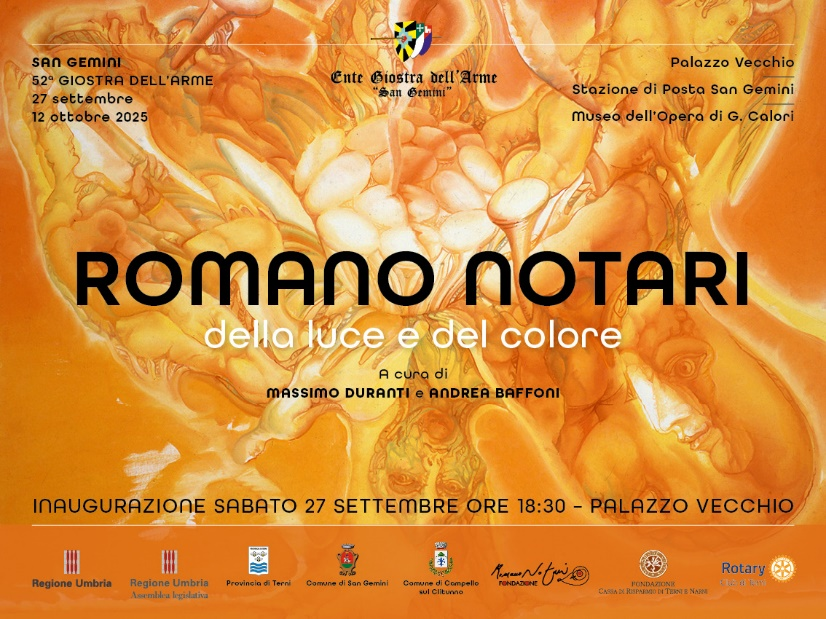 SAN GEMINI
52ª GIOSTRA DELL'ARME
27 settembre
12 ottobre 2025
Ente Giostra dell'Arme
"San Gemini"
Palazzo Vecchio
Stazione di Posta San Gemini
Museo dell'Opera di G. Calori
ROMANO NOTARI
della luce e del colore
A cura di
MASSIMO DURANTI e ANDREA BAFFONI
INAUGURAZIONE SABATO 27 SETTEMBRE ORE 18:30 - PALAZZO VECCHIO
Regione Umbria
Regione Umbria
Assemblea legislativa
Provincia di Terni
Comune di San Gemini
Comune di Campello
sul Clitunno
Romano Notari
FONDAZIONE
FONDAZIONE
CASSA DI RISPARMIO DI TERNI E NARNI
Rotary